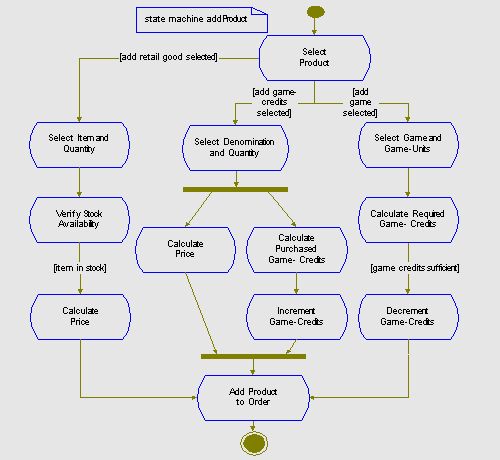 state machine addProduct
Select
Product
[add retail good selected]
[add game-
credits
selected]
[add
game
selected]
Select Item and
Quantity
Select Denomination
and Quantity
Select Game and
Game-Units
Verify Stock
Availability
Calculate
Price
Calculate
Purchased
Game- Credits
Calculate Required
Game- Credits
[item in stock]
[game credits sufficient]
Calculate
Price
Increment
Game-Credits
Decrement
Game-Credits
Add Product
to Order